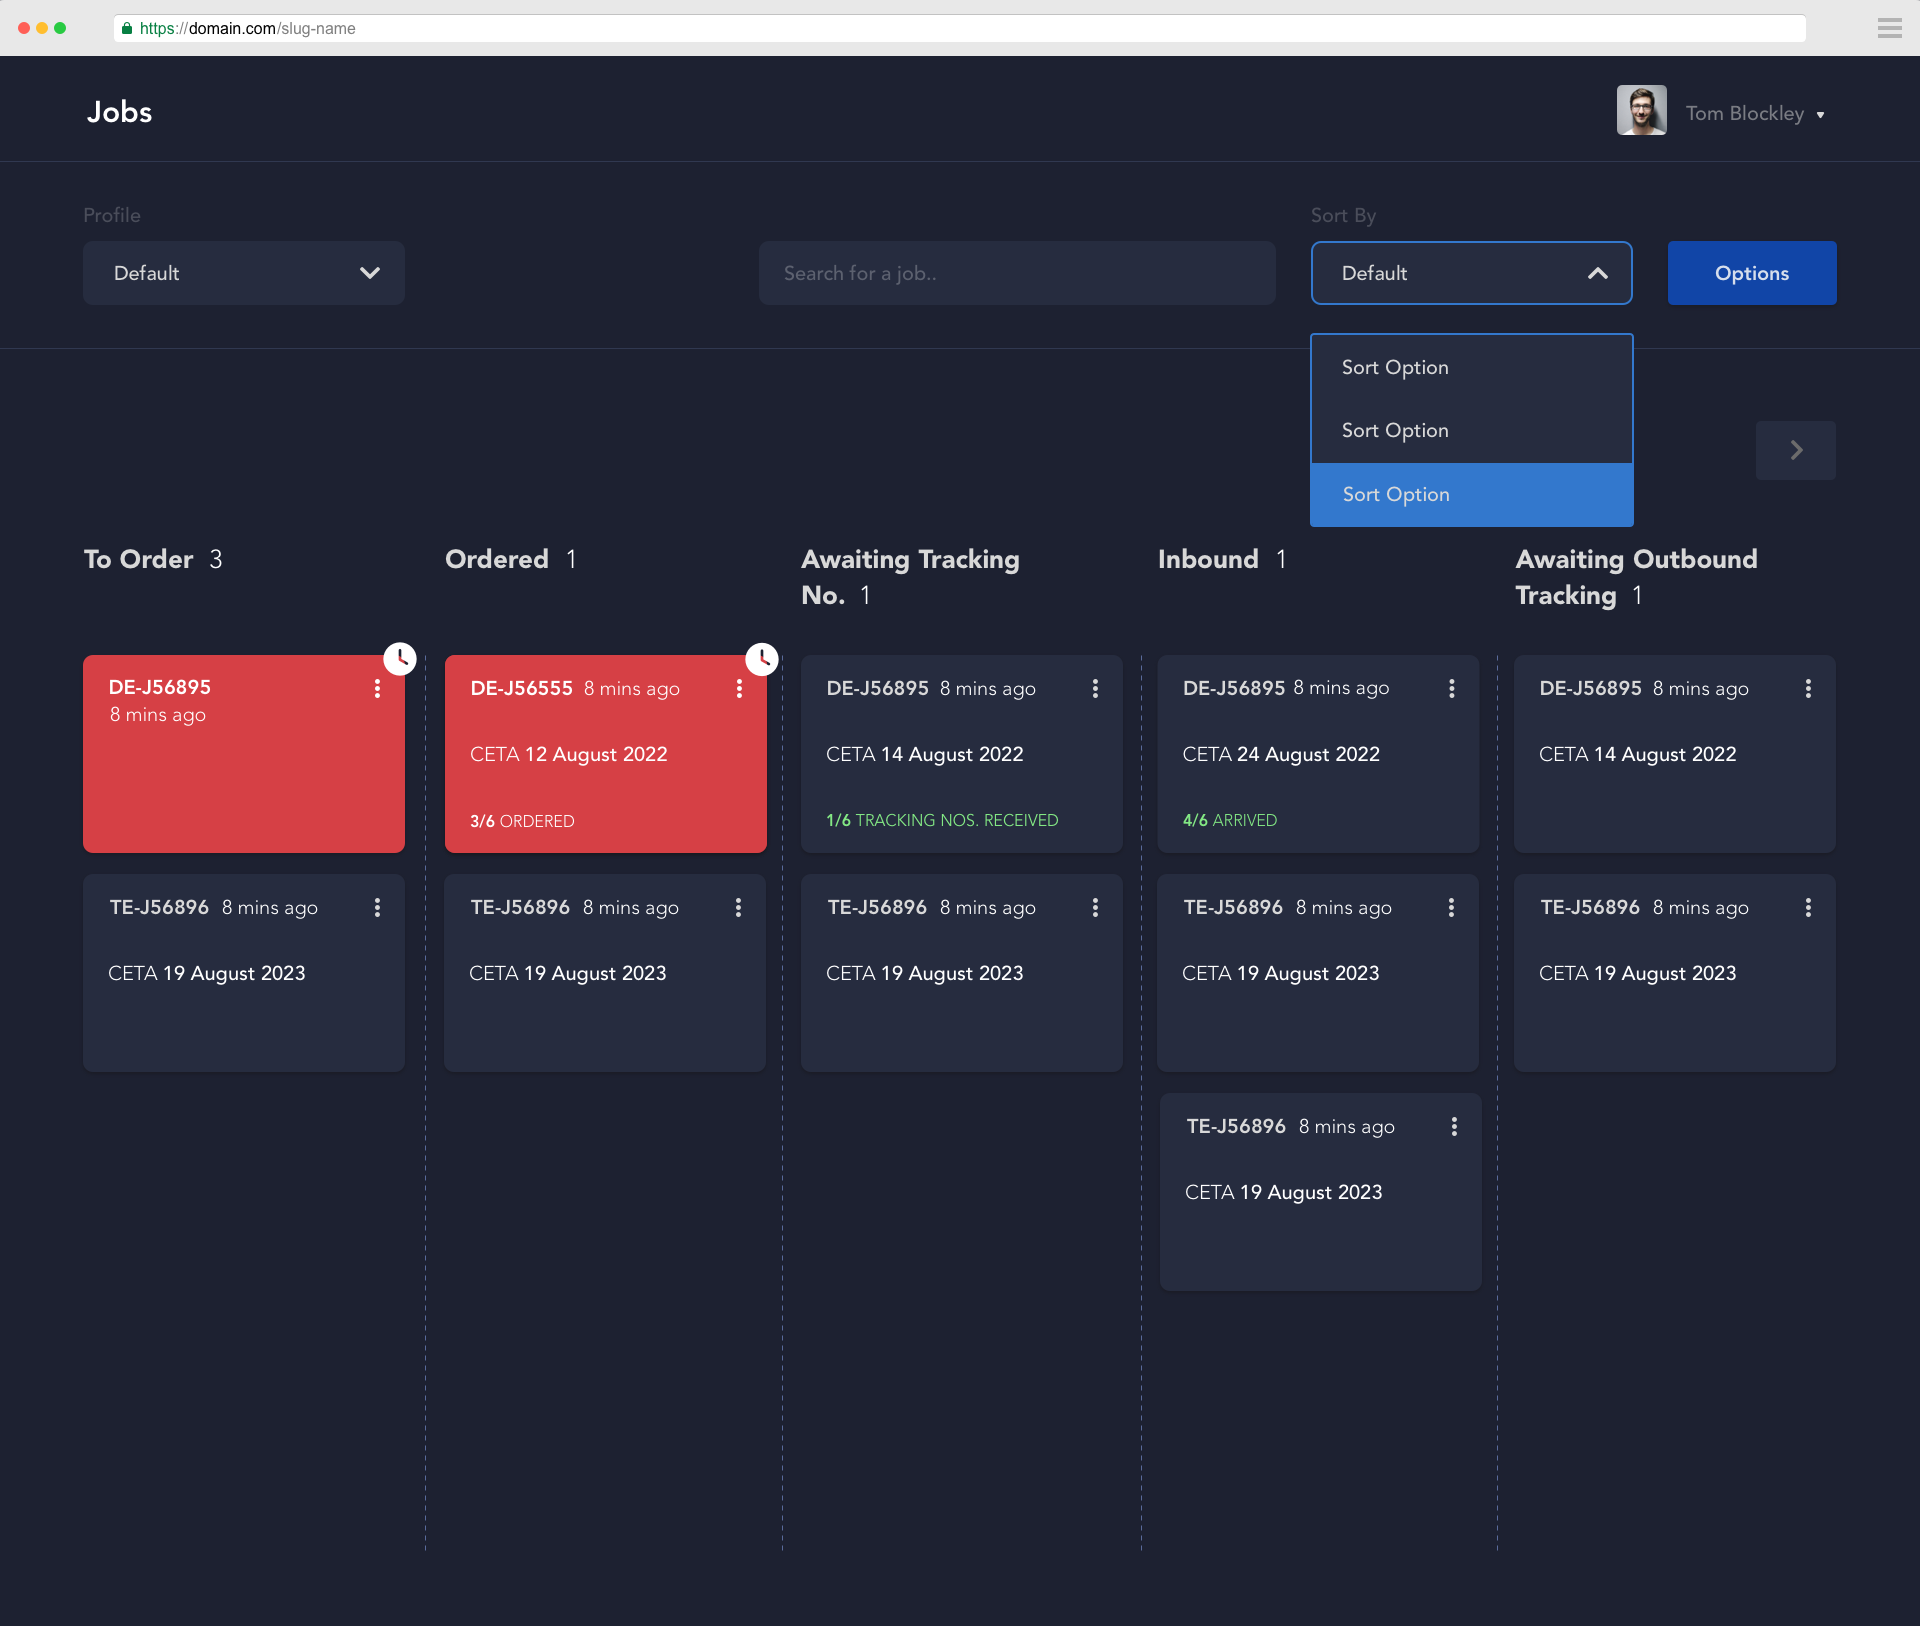 https://domain.com/slug-name
Jobs
Tom Blockley
Profile
Sort By
Default
Search for a job..
Default
Options
Sort Option
Sort Option
Sort Option
To Order 3
Ordered 1
Awaiting Tracking
No. 1
Inbound 1
Awaiting Outbound
Tracking 1
DE-J56895
8 mins ago
DE-J56555 8 mins ago
CETA 12 August 2022
3/6 ORDERED
DE-J56895 8 mins ago
CETA 14 August 2022
1/6 TRACKING NOS. RECEIVED
DE-J56895 8 mins ago
CETA 24 August 2022
4/6 ARRIVED
DE-J56895 8 mins ago
CETA 14 August 2022
TE-J56896 8 mins ago
CETA 19 August 2023
TE-J56896 8 mins ago
CETA 19 August 2023
TE-J56896 8 mins ago
CETA 19 August 2023
TE-J56896 8 mins ago
CETA 19 August 2023
TE-J56896 8 mins ago
CETA 19 August 2023
TE-J56896 8 mins ago
CETA 19 August 2023